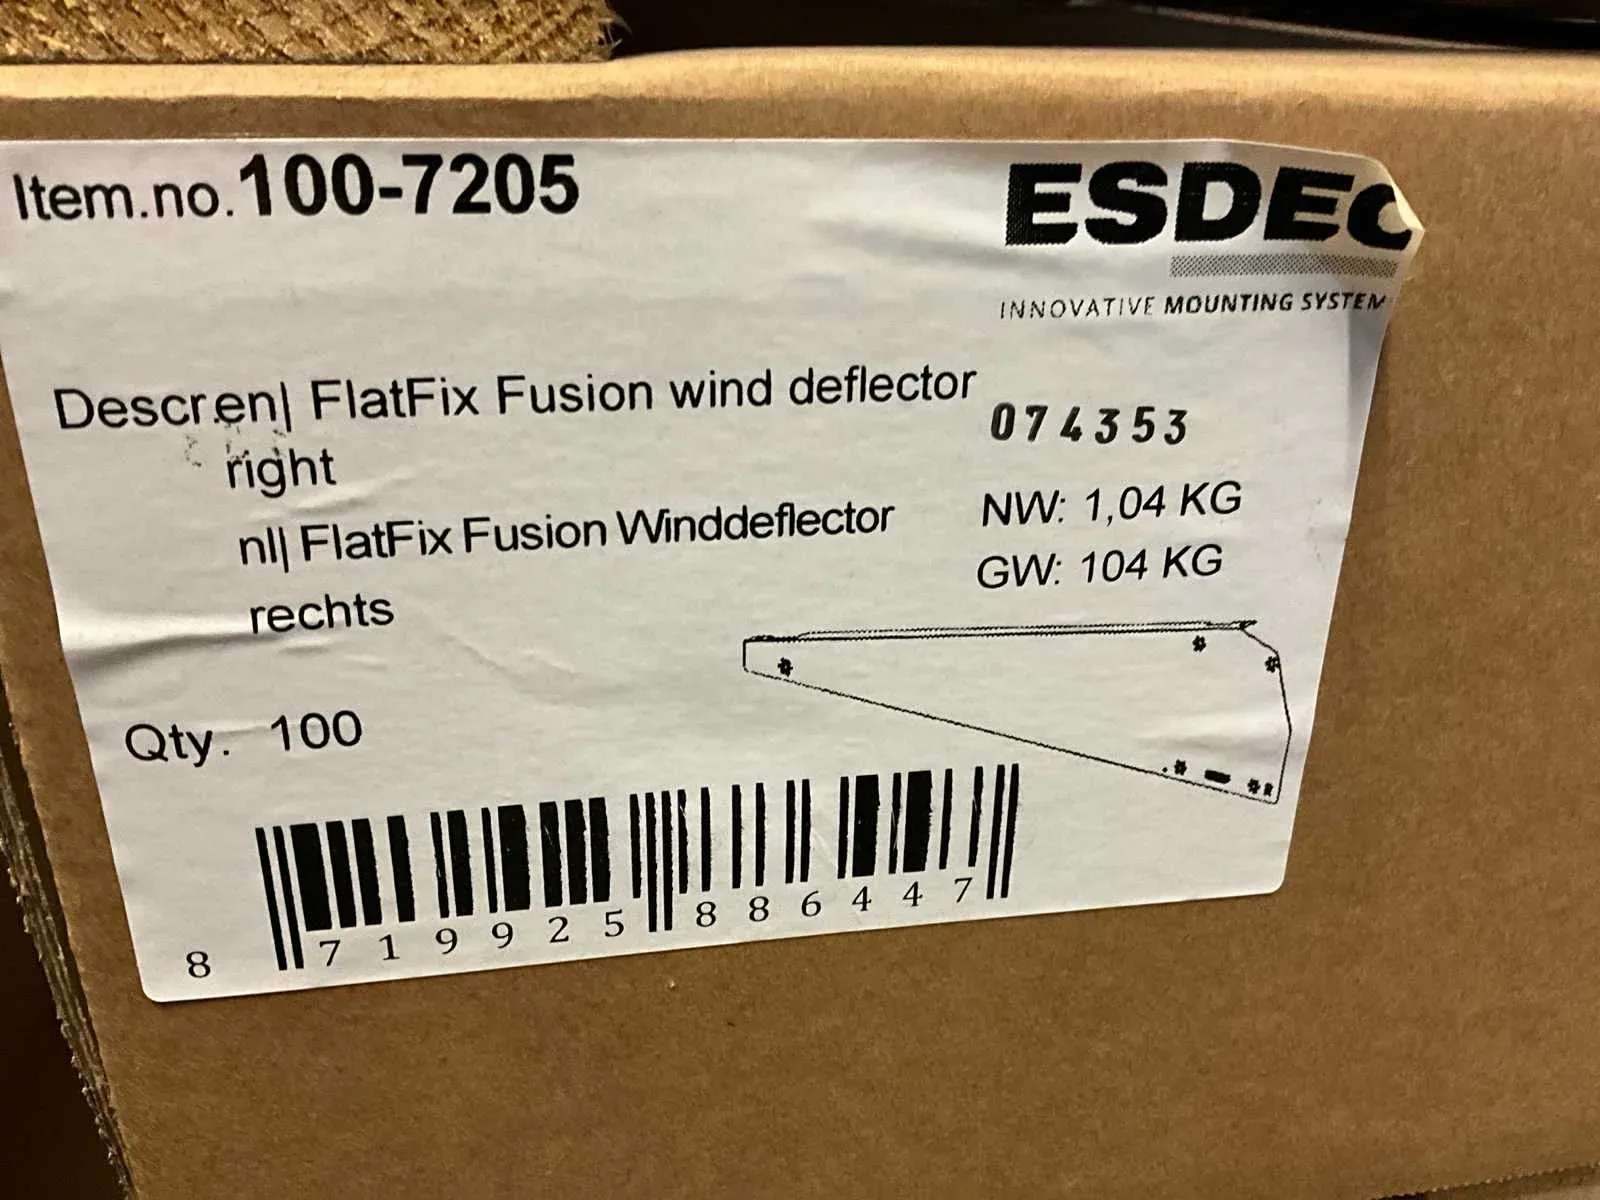 Item.no. 100-7205
ESDEC
INNOVATIVE MOUNTING SYSTEM
Descr. en| FlatFix Fusion wind deflector
right
074353
nl| FlatFix Fusion Winddeflector
rechts
NW: 1,04 KG
GW: 104 KG
Qty. 100
8 719925 886447